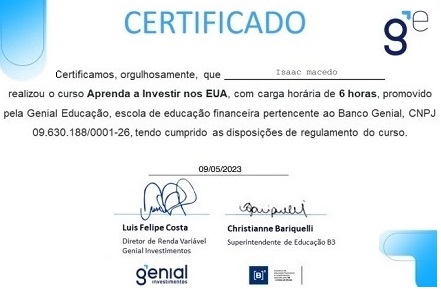 CERTIFICADO
ge
Certificamos, orgulhosamente, que Isaac macedo
realizou o curso Aprenda a Investir nos EUA, com carga horária de 6 horas, promovido
pela Genial Educação, escola de educação financeira pertencente ao Banco Genial, CNPJ
09.630.188/0001-26, tendo cumprido as disposições de regulamento do curso.
09/05/2023
Luis Felipe Costa
Diretor de Renda Variável
Genial Investimentos
Christianne Bariquelli
Superintendente de Educação B3
genial
investimentos
[B]³